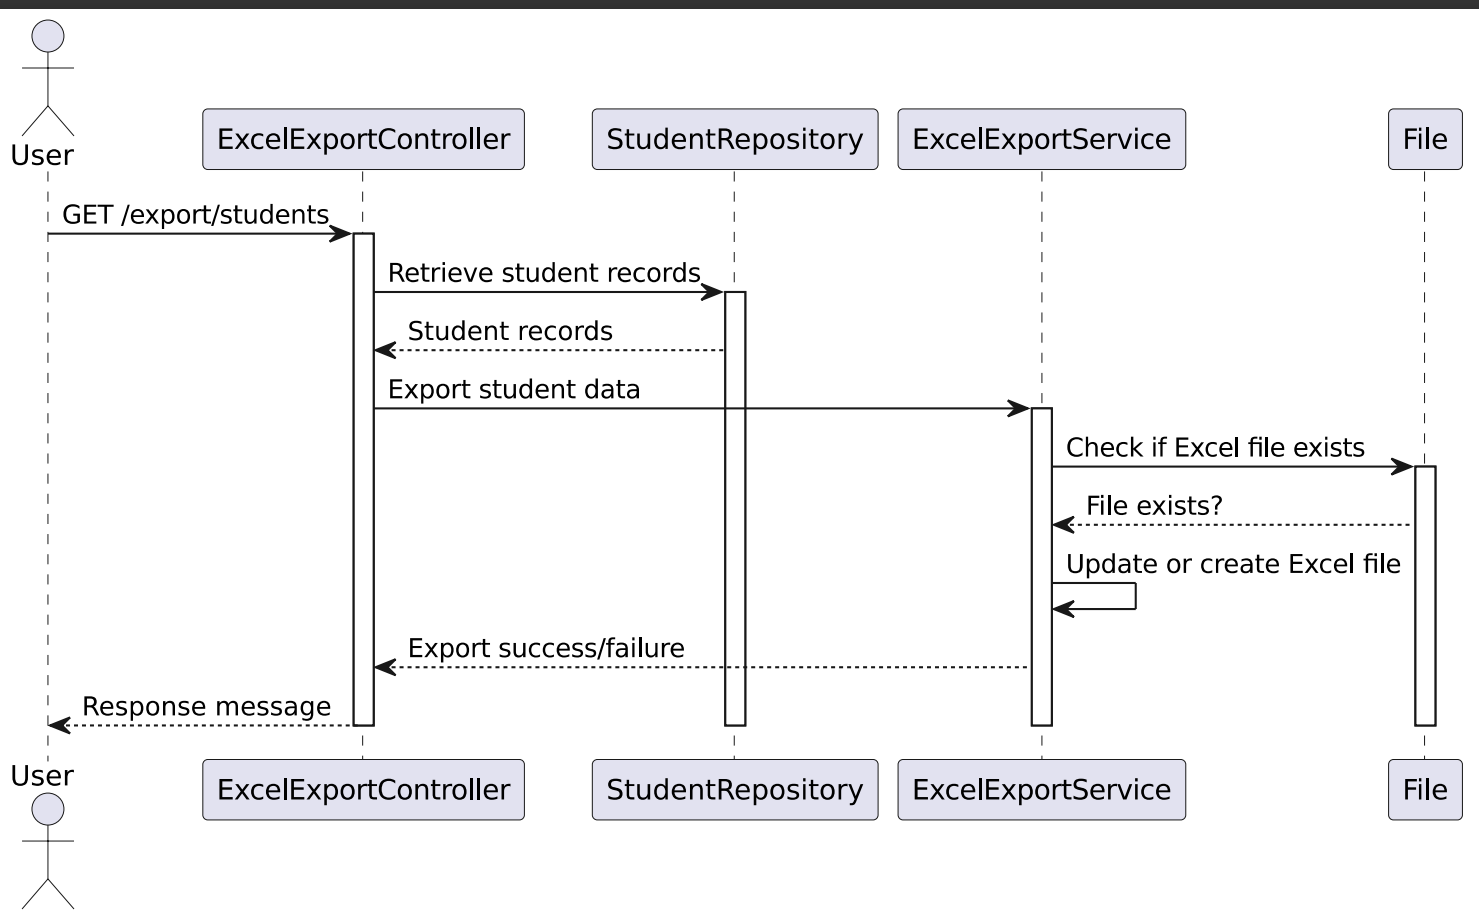 User
ExcelExportController
StudentRepository
ExcelExportService
File
GET /export/students
Retrieve student records
Student records
Export student data
Check if Excel file exists
File exists?
Update or create Excel file
Export success/failure
Response message
User
ExcelExportController
StudentRepository
ExcelExportService
File